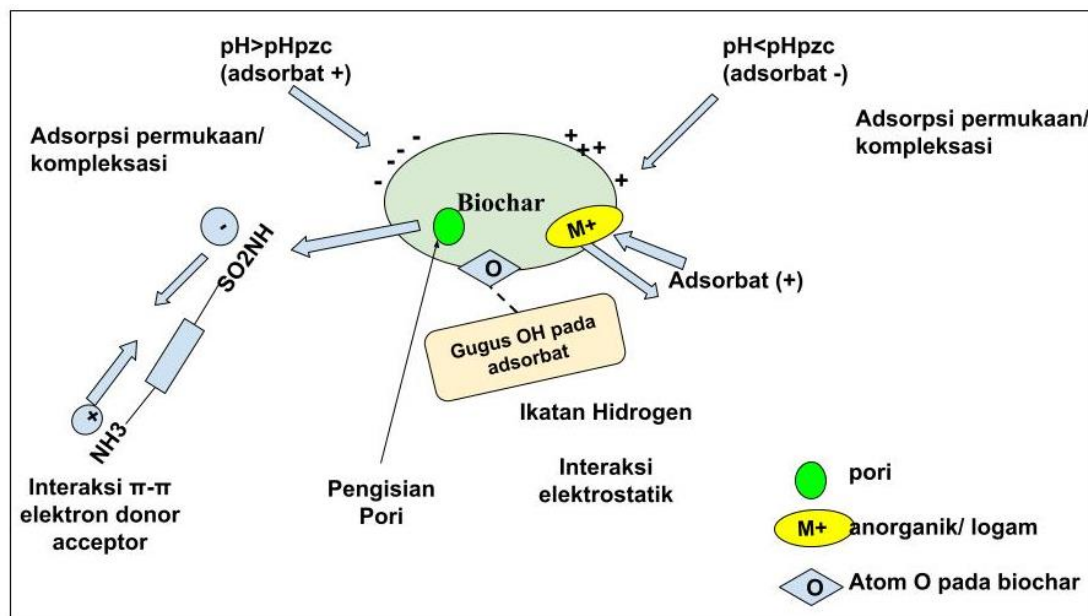 pH>pHpzc
(adsorbat +)
pH<pHpzc
(adsorbat -)
Adsorpsi permukaan/
kompleksasi
Adsorpsi permukaan/
kompleksasi
- - - -
+ + + +
Biochar
M+
O
-
SO2NH
Adsorbat (+)
Gugus OH pada
adsorbat
+
NH3
Ikatan Hidrogen
Interaksi π-π
elektron donor
acceptor
Pengisian
Pori
Interaksi
elektrostatik
pori
M+ anorganik/ logam
O Atom O pada biochar